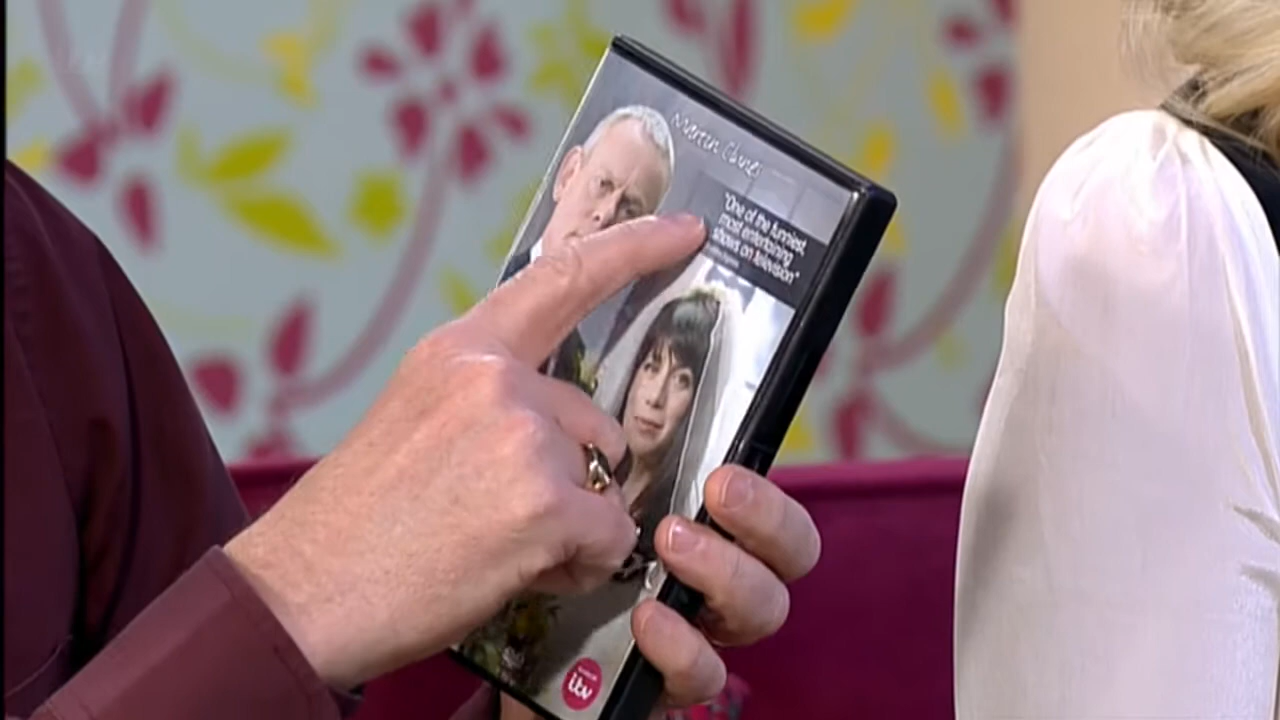 Martin Clunes
"One of the funniest,
most entertaining
shows on television"
itv